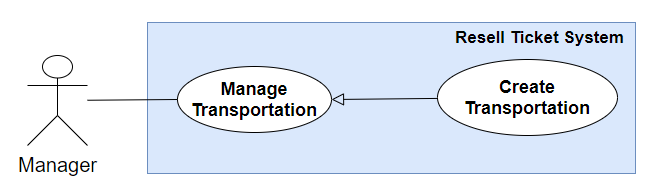 Resell Ticket System
Manage
Transportation
Create
Transportation
Manager